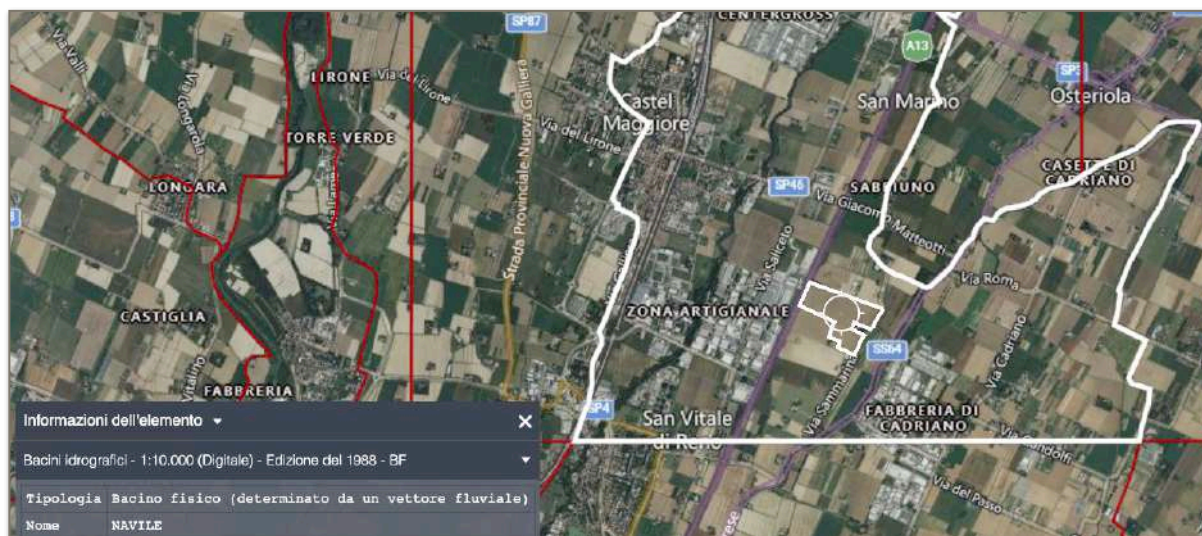 CENTERGROSS
SP87
Via Valli
Via Longarola
LIRONE
Via del Lirone
A13
SP3
Castel
Maggiore
San Marino
Osteriola
Strada Provinciale Nuova Galliera
Via del Lirone
TORRE VERDE
CASETTE DI
CADRIANO
LONGARA
SP46
SABBIUNO
Via Giacomo Matteotti
Via Saliceto
Via Roma
CASTIGLIA
ZONA ARTIGIANALE
SS64
Via Cadriano
FABBRERIA
SP4
San Vitale
di Reno
FABBRERIA DI
CADRIANO
Informazioni dell'elemento
Bacini idrografici - 1:10.000 (Digitale) - Edizione del 1988 - BF
Via del Passo
Tipologia Bacino fisico (determinato da un vettore fluviale)
Nome NAVILE